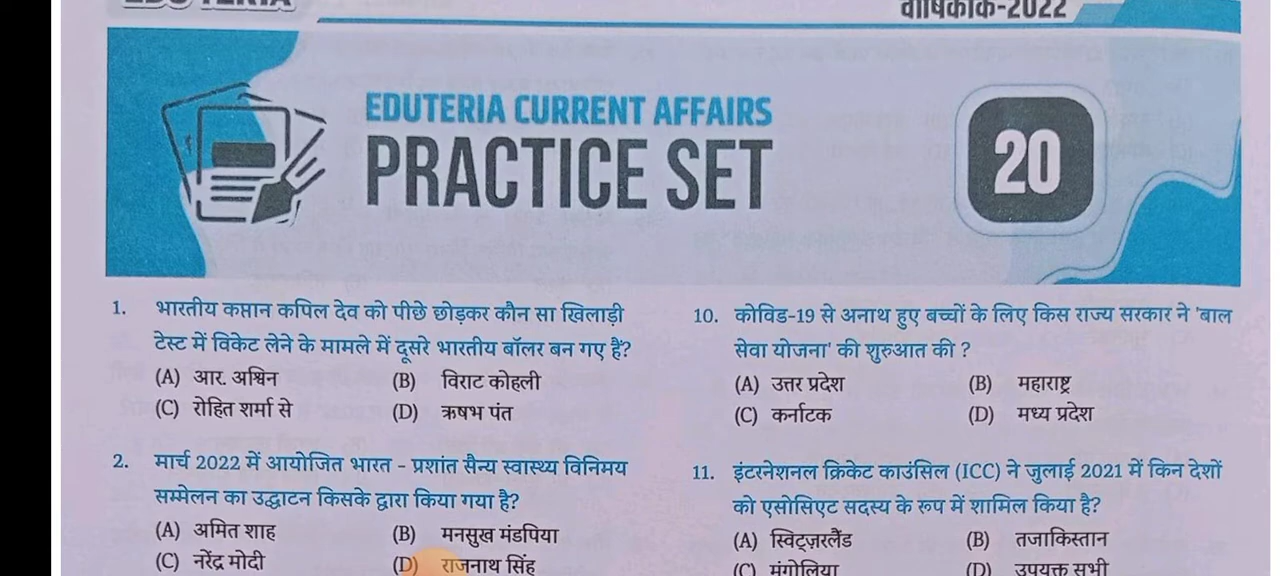 EDUTERIA
वार्षिकांक-2022
EDUTERIA CURRENT AFFAIRS
PRACTICE SET
20
1. भारतीय कप्तान कपिल देव को पीछे छोड़कर कौन सा खिलाड़ी
टेस्ट में विकेट लेने के मामले में दूसरे भारतीय बॉलर बन गए हैं?
(A) आर. अश्विन (B) विराट कोहली
(C) रोहित शर्मा से (D) ऋषभ पंत
2. मार्च 2022 में आयोजित भारत - प्रशांत सैन्य स्वास्थ्य विनिमय
सम्मेलन का उद्घाटन किसके द्वारा किया गया है?
(A) अमित शाह (B) मनसुख मंडपिया
(C) नरेंद्र मोदी (D) राजनाथ सिंह
10. कोविड-19 से अनाथ हुए बच्चों के लिए किस राज्य सरकार ने 'बाल
सेवा योजना' की शुरुआत की ?
(A) उत्तर प्रदेश (B) महाराष्ट्र
(C) कर्नाटक (D) मध्य प्रदेश
11. इंटरनेशनल क्रिकेट काउंसिल (ICC) ने जुलाई 2021 में किन देशों
को एसोसिएट सदस्य के रूप में शामिल किया है?
(A) स्विट्ज़रलैंड (B) तजाकिस्तान
(C) मंगोलिया (D) उपयुक्त सभी